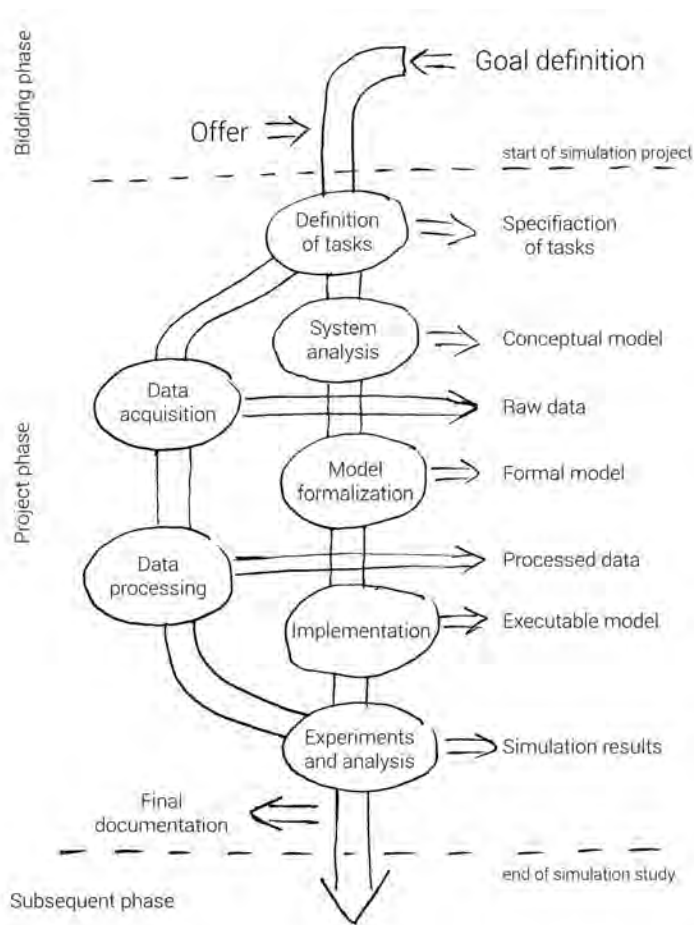 Bidding phase
Goal definition
Offer
start of simulation project
Definition
of tasks
Specifiaction
of tasks
System
analysis
Conceptual model
Data
acquisition
Raw data
Project phase
Model
formalization
Formal model
Data
processing
Processed data
Implementation
Executable model
Experiments
and analysis
Simulation results
Final
documentation
end of simulation study
Subsequent phase